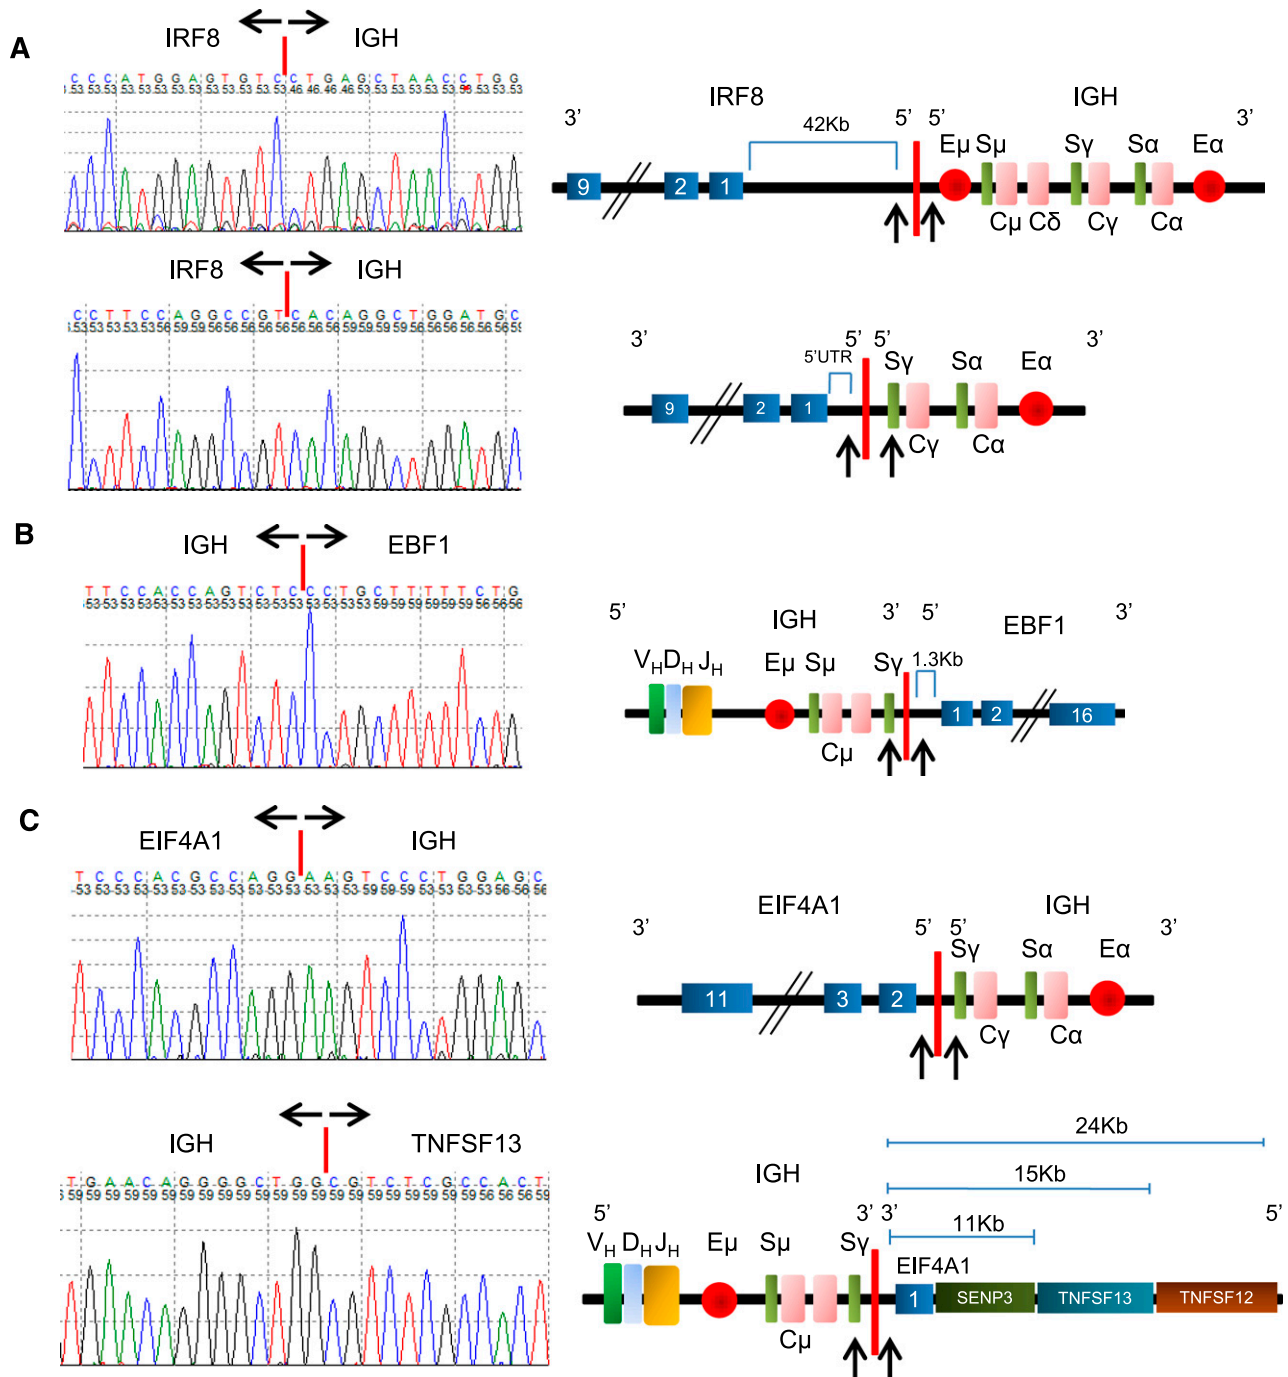 A
IRF8 IGH
C C C A T G G A G T G T C C T G A G C T A A C C T G G
IRF8 IGH
3' 42Kb 5' 5' 3'
Eμ Sμ Sγ Sα Eα
9 2 1
Cμ Cδ Cγ Cα
IRF8 IGH
C C T T C C A G G C C G T C A C A G G C T G G A T G C
3' 5'UTR 5' 5' 3'
Sγ Sα Eα
9 2 1
Cγ Cα
B
IGH EBF1
T T C C A C C A G T C T C C C T G C T T T T T C T G
5' IGH 3' 5' EBF1 3'
VH DH JH Eμ Sμ Sγ 1.3Kb
1 2 16
Cμ
C
EIF4A1 IGH
T C C C A C G C C A G G A A G T C C C T G G A G C
EIF4A1 IGH
3' 5' 5' 3'
Sγ Sα Eα
11 3 2
Cγ Cα
IGH TNFSF13
T G A A C A G G G G C T G G C G T C T C G C C A C T
24Kb
15Kb
IGH
5' 3' 3' 11Kb 5'
VH DH JH Eμ Sμ Sγ
EIF4A1
1 SENP3 TNFSF13 TNFSF12
Cμ